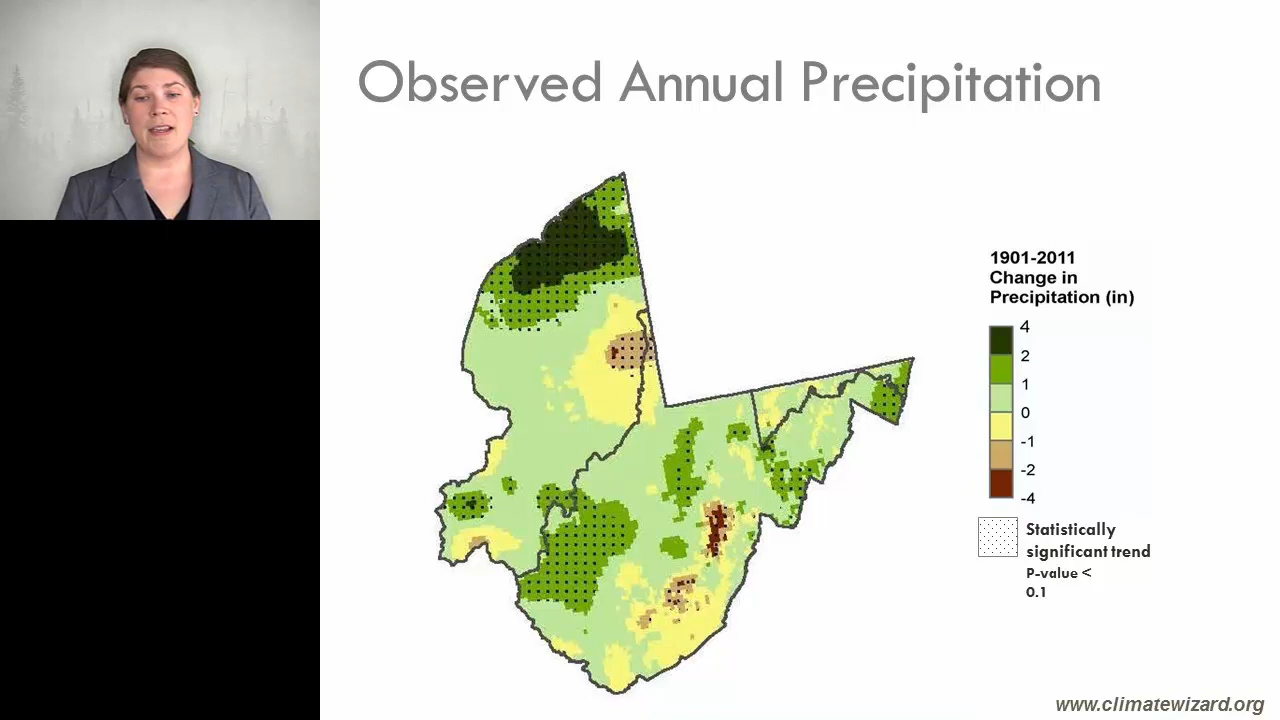 Observed Annual Precipitation
1901-2011
Change in
Precipitation (in)
4
2
1
0
-1
-2
-4
Statistically
significant trend
P-value <
0.1
www.climatewizard.org